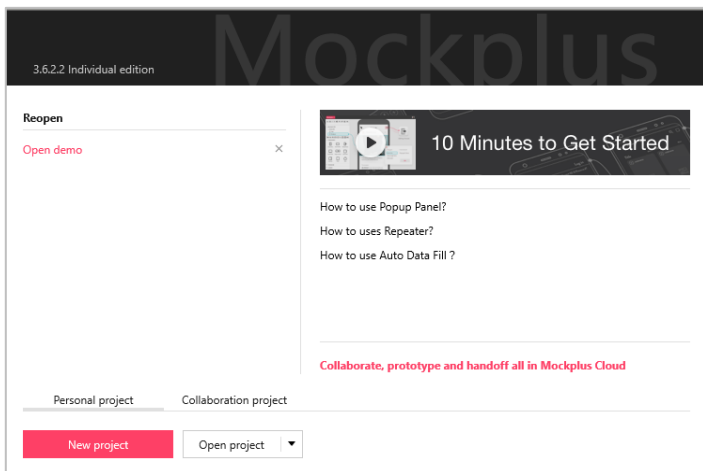 Mockplus
3.6.2.2 Individual edition
Reopen
Open demo
10 Minutes to Get Started
How to use Popup Panel?
How to uses Repeater?
How to use Auto Data Fill ?
Collaborate, prototype and handoff all in Mockplus Cloud
Personal project
Collaboration project
New project
Open project